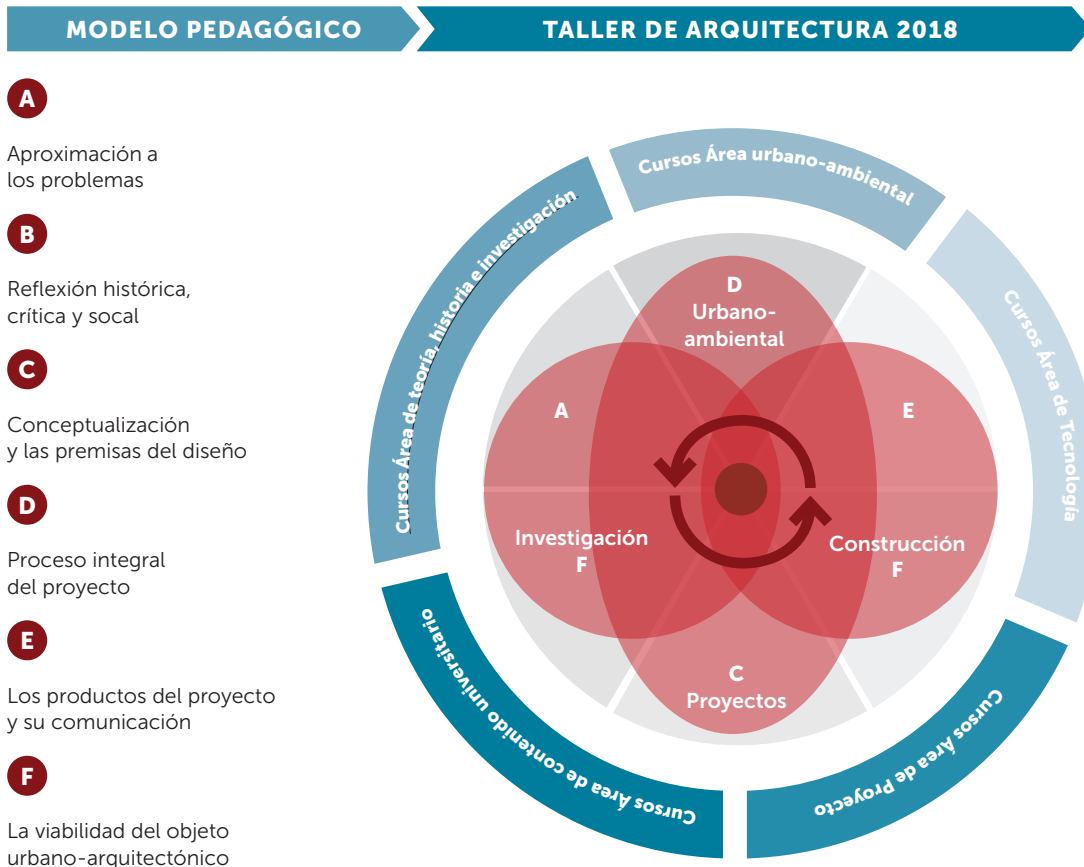 MODELO PEDAGÓGICO
TALLER DE ARQUITECTURA 2018
A
Aproximación a
los problemas
B
Reflexión histórica,
crítica y socal
C
Conceptualización
y las premisas del diseño
D
Proceso integral
del proyecto
E
Los productos del proyecto
y su comunicación
F
La viabilidad del objeto
urbano-arquitectónico
Cursos Área de teoría, historia e investigación
Cursos Área urbano-ambiental
Cursos Área de Tecnología
Cursos Área de Proyecto
Cursos Área de contenido universitario
D
Urbano-
ambiental
A
E
Investigación
F
Construcción
F
C
Proyectos